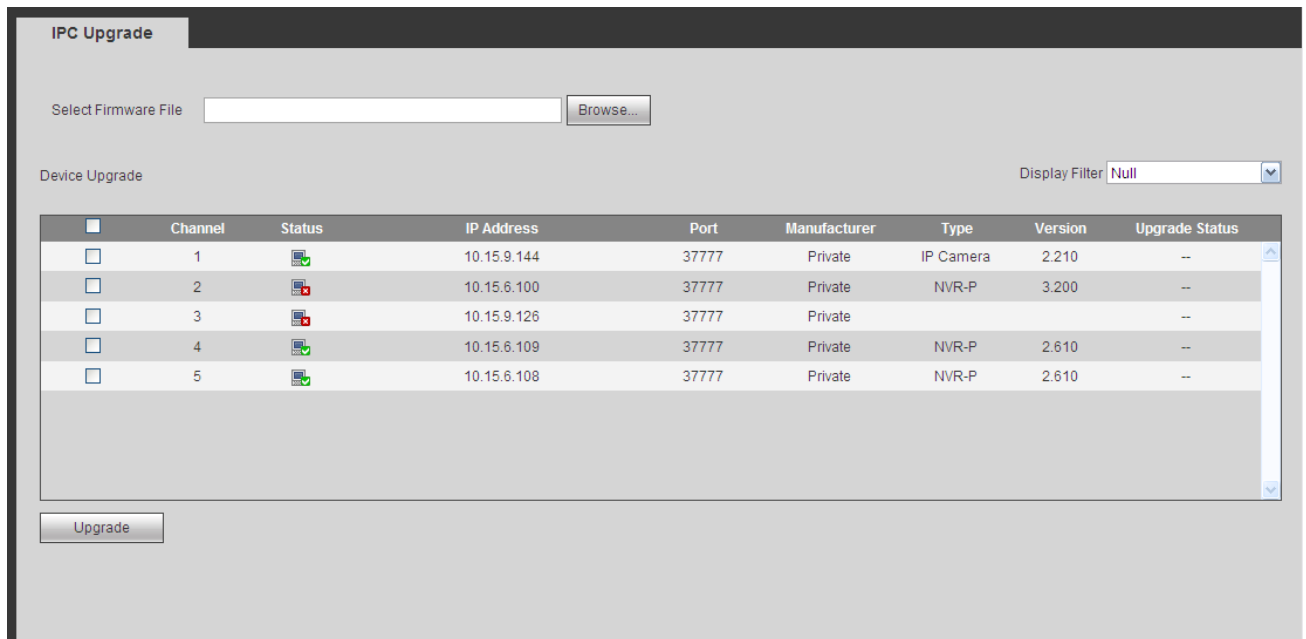 IPC Upgrade
Select Firmware File Browse...
Device Upgrade Display Filter Null
Channel Status IP Address Port Manufacturer Type Version Upgrade Status
1 10.15.9.144 37777 Private IP Camera 2.210 --
2 10.15.6.100 37777 Private NVR-P 3.200 --
3 10.15.9.126 37777 Private --
4 10.15.6.109 37777 Private NVR-P 2.610 --
5 10.15.6.108 37777 Private NVR-P 2.610 --
Upgrade